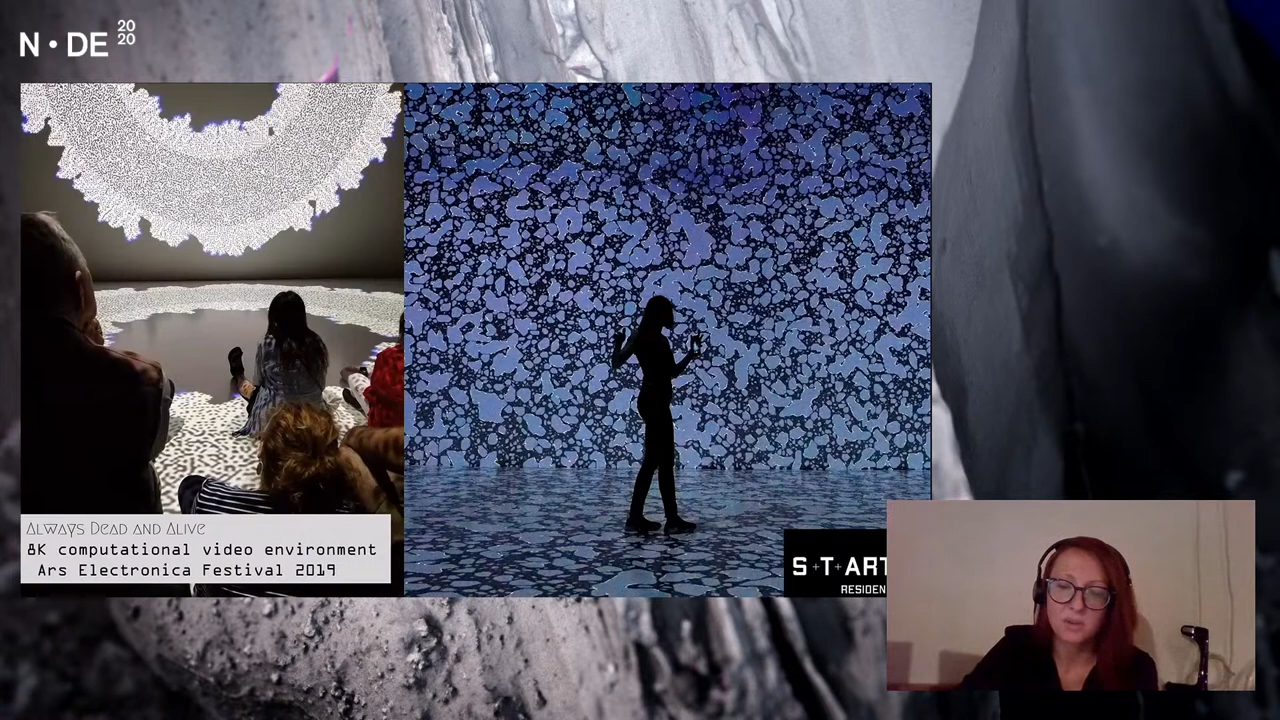 N • DE 20
20
Always Dead and Alive
8K computational video environment
Ars Electronica Festival 2019
S+T+ART
RESIDEN